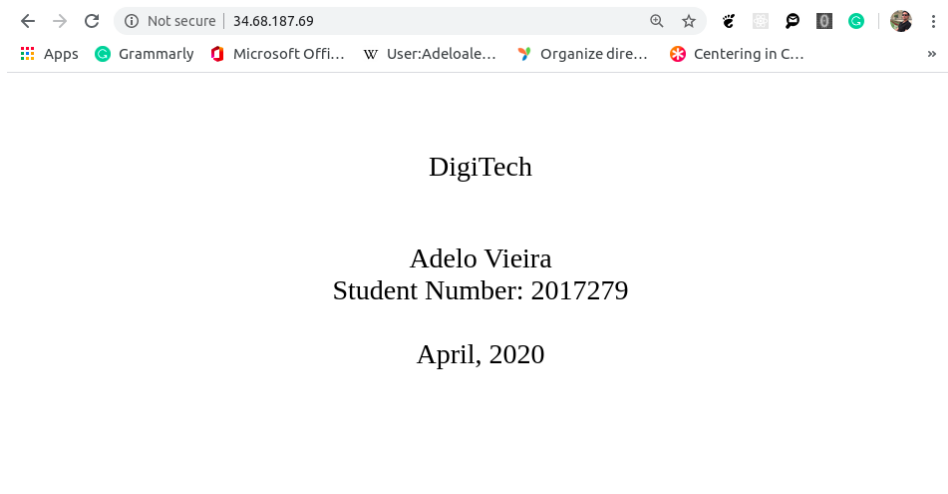 Not secure 34.68.187.69
Apps Grammarly Microsoft Offi... User:Adeloale... Organize dire... Centering in C... »
DigiTech
Adelo Vieira
Student Number: 2017279
April, 2020